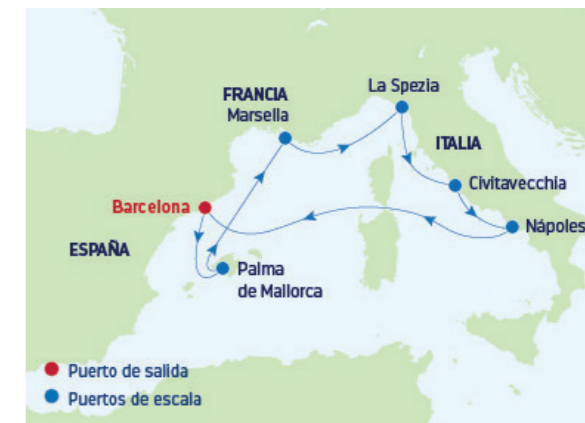 La Spezia
FRANCIA
Marsella
ITALIA
Civitavecchia
Barcelona
Nápoles
ESPAÑA
Palma
de Mallorca
Puerto de salida
Puertos de escala